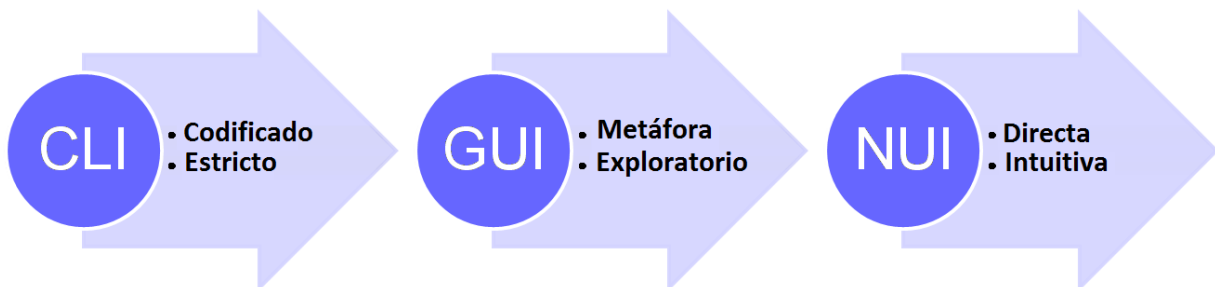 CLI
• Codificado
• Estricto
GUI
• Metáfora
• Exploratorio
NUI
• Directa
• Intuitiva